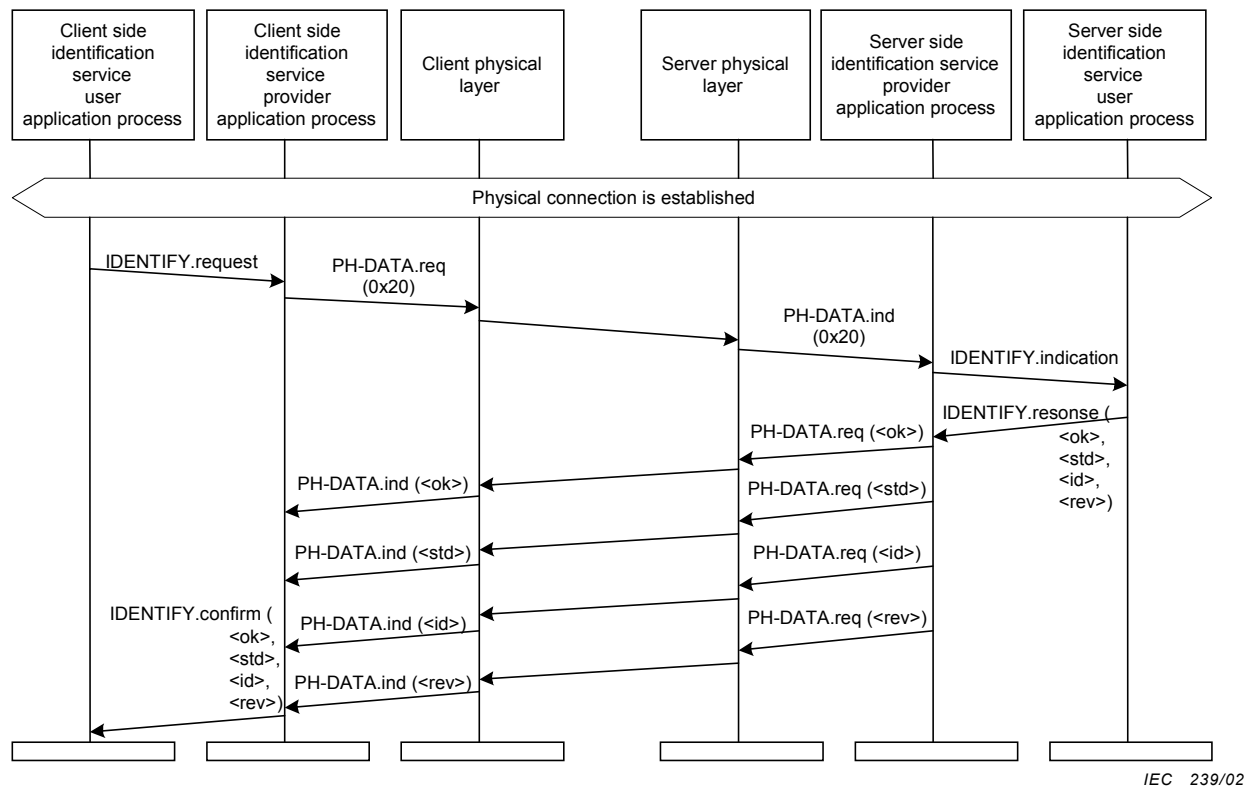 Client side
identification
service
user
application process
Client side
identification
service
provider
application process
Client physical
layer
Server physical
layer
Server side
identification service
provider
application process
Server side
identification
service
user
application process
Physical connection is established
IDENTIFY.request
PH-DATA.req
(0x20)
PH-DATA.ind
(0x20)
IDENTIFY.indication
IDENTIFY.resonse (
<ok>,
<std>,
<id>,
<rev>)
PH-DATA.req (<ok>)
PH-DATA.ind (<ok>)
PH-DATA.req (<std>)
PH-DATA.ind (<std>)
PH-DATA.req (<id>)
PH-DATA.ind (<id>)
PH-DATA.req (<rev>)
PH-DATA.ind (<rev>)
IDENTIFY.confirm (
<ok>,
<std>,
<id>,
<rev>)
IEC 239/02